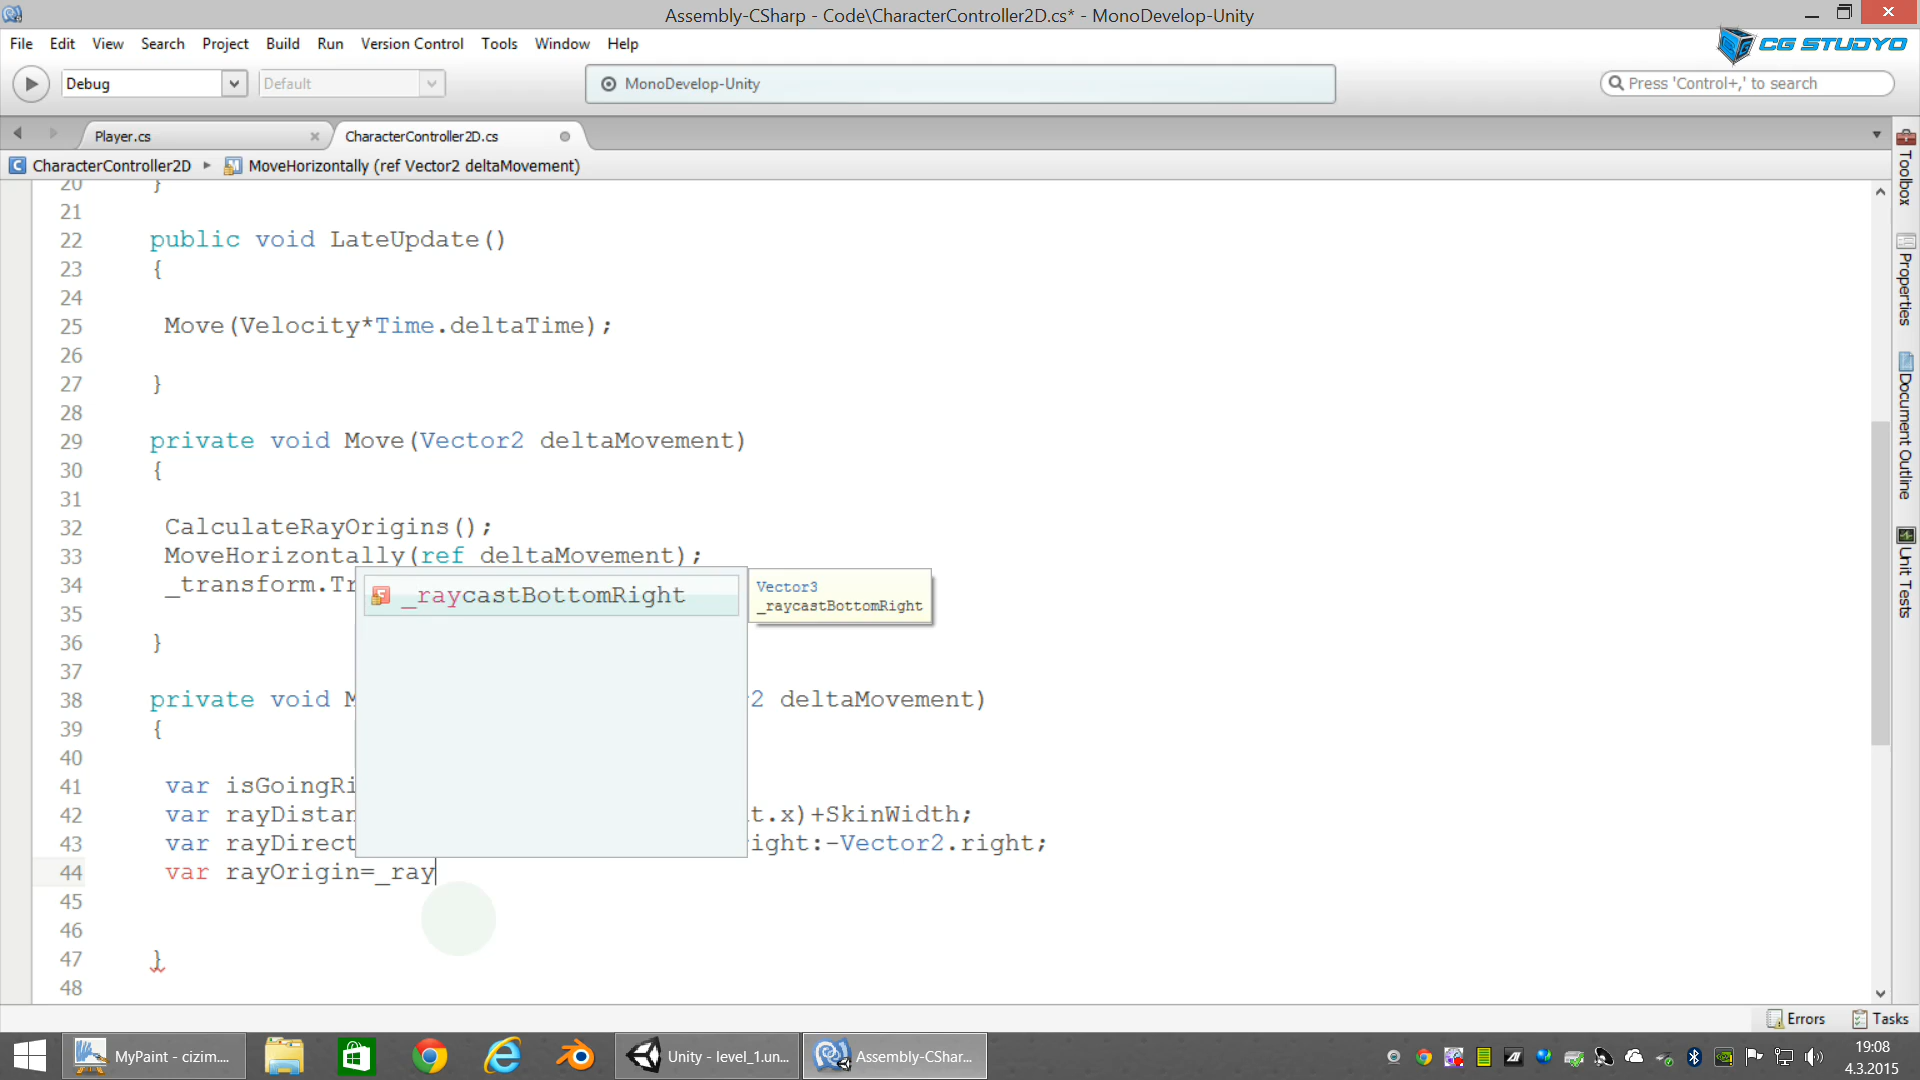 Assembly-CSharp - Code\CharacterController2D.cs* - MonoDevelop-Unity
File Edit View Search Project Build Run Version Control Tools Window Help
CG STUDYO
Debug Default MonoDevelop-Unity Press 'Control+,' to search
Player.cs CharacterController2D.cs
CharacterController2D MoveHorizontally (ref Vector2 deltaMovement)
20 }
21
22 public void LateUpdate()
23 {
24
25 Move(Velocity*Time.deltaTime);
26
27 }
28
29 private void Move(Vector2 deltaMovement)
30 {
31
32 CalculateRayOrigins();
33 MoveHorizontally(ref deltaMovement);
34 _transform.Tr
_raycastBottomRight
Vector3
_raycastBottomRight
35
36 }
37
38 private void M 2 deltaMovement)
39 {
40
41 var isGoingRi
42 var rayDistan t.x)+SkinWidth;
43 var rayDirect ight:-Vector2.right;
44 var rayOrigin=_ray
45
46
47 }
48
Toolbox
Properties
Document Outline
Unit Tests
Errors Tasks
MyPaint - cizim.... Unity - level_1.un... Assembly-CShar...
19:08
4.3.2015